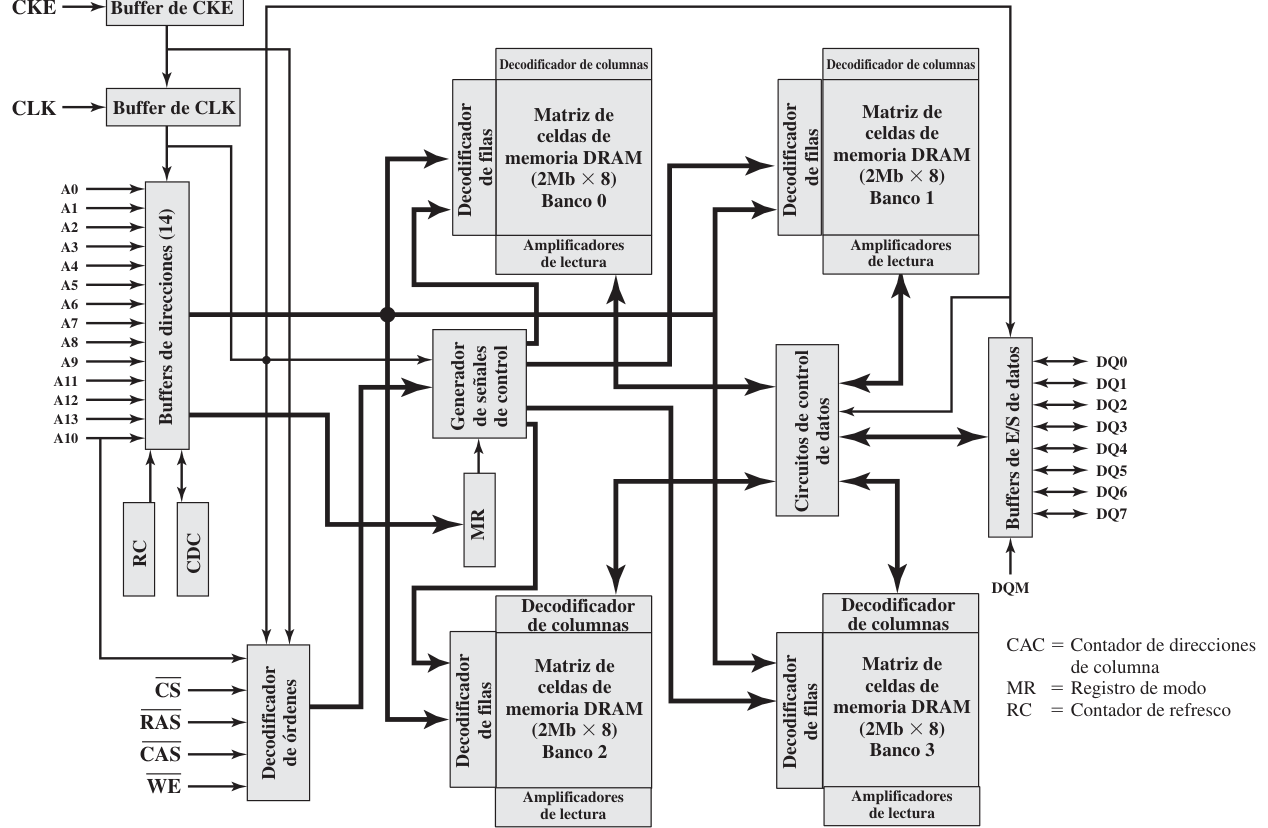 CKE
Buffer de CKE
CLK
Buffer de CLK
A0
A1
A2
A3
A4
A5
A6
A7
A8
A9
A11
A12
A13
A10
Buffers de direcciones (14)
RC
CDC
CS
RAS
CAS
WE
Decodificador
de órdenes
Generador
de señales
de control
MR
Decodificador de columnas
Decodificador
de filas
Matriz de
celdas de
memoria DRAM
(2Mb × 8)
Banco 0
Amplificadores
de lectura
Decodificador de columnas
Decodificador
de filas
Matriz de
celdas de
memoria DRAM
(2Mb × 8)
Banco 1
Amplificadores
de lectura
Circuitos de control
de datos
Buffers de E/S de datos
DQ0
DQ1
DQ2
DQ3
DQ4
DQ5
DQ6
DQ7
DQM
Decodificador
de columnas
Decodificador
de filas
Matriz de
celdas de
memoria DRAM
(2Mb × 8)
Banco 2
Amplificadores
de lectura
Decodificador
de columnas
Decodificador
de filas
Matriz de
celdas de
memoria DRAM
(2Mb × 8)
Banco 3
Amplificadores
de lectura
CAC = Contador de direcciones
de columna
MR = Registro de modo
RC = Contador de refresco